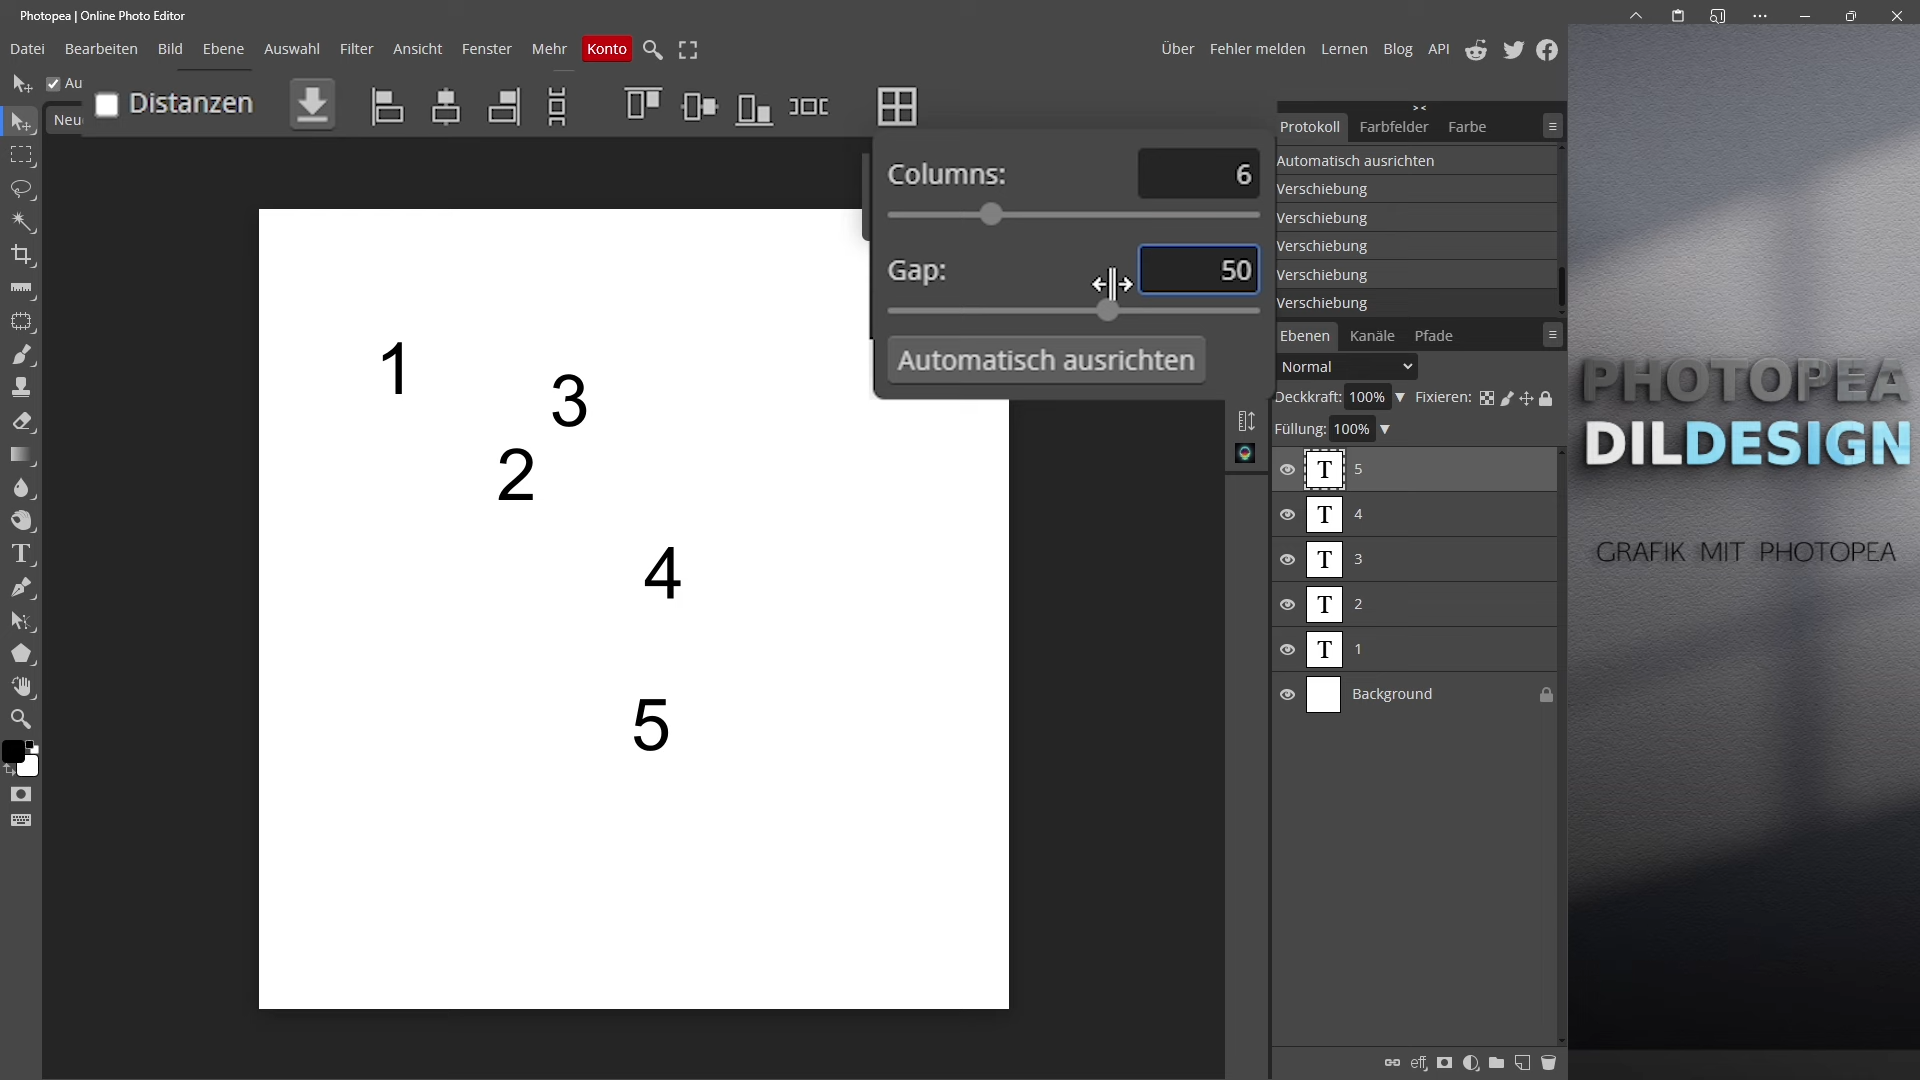 Photopea | Online Photo Editor
Datei Bearbeiten Bild Ebene Auswahl Filter Ansicht Fenster Mehr Konto
Über Fehler melden Lernen Blog API
Au
Neu
Distanzen
Columns: 6
Gap: 50
Automatisch ausrichten
1
3
2
4
5
Protokoll Farbfelder Farbe
Automatisch ausrichten
Verschiebung
Verschiebung
Verschiebung
Verschiebung
Verschiebung
Ebenen Kanäle Pfade
Normal
Deckkraft: 100% Fixieren:
Füllung: 100%
T 5
T 4
T 3
T 2
T 1
Background
eff
PHOTOPEA
DILDESIGN
GRAFIK MIT PHOTOPEA